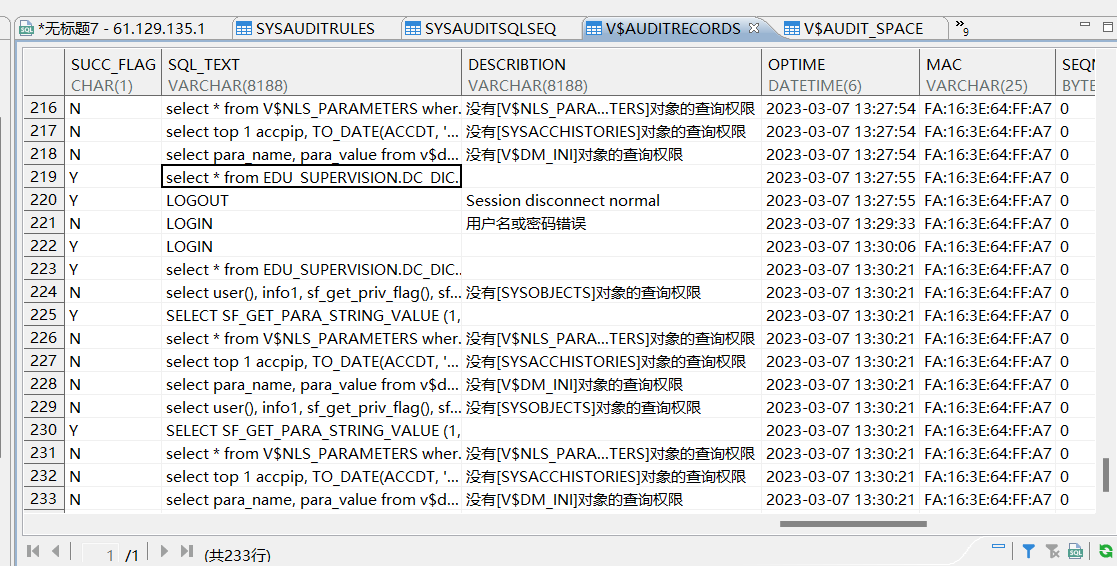 *无标题7 - 61.129.135.1 SYSAUDITRULES SYSAUDITSQLSEQ V$AUDITRECORDS V$AUDIT_SPACE »9
SUCC_FLAG SQL_TEXT DESCRIBTION OPTIME MAC SEQN
CHAR(1) VARCHAR(8188) VARCHAR(8188) DATETIME(6) VARCHAR(25) BYTE
216 N select * from V$NLS_PARAMETERS wher... 没有[V$NLS_PARA...TERS]对象的查询权限 2023-03-07 13:27:54 FA:16:3E:64:FF:A7 0
217 N select top 1 accpip, TO_DATE(ACCDT, '... 没有[SYSACCHISTORIES]对象的查询权限 2023-03-07 13:27:54 FA:16:3E:64:FF:A7 0
218 N select para_name, para_value from v$d... 没有[V$DM_INI]对象的查询权限 2023-03-07 13:27:54 FA:16:3E:64:FF:A7 0
219 Y select * from EDU_SUPERVISION.DC_DIC... 2023-03-07 13:27:55 FA:16:3E:64:FF:A7 0
220 Y LOGOUT Session disconnect normal 2023-03-07 13:27:55 FA:16:3E:64:FF:A7 0
221 N LOGIN 用户名或密码错误 2023-03-07 13:29:33 FA:16:3E:64:FF:A7 0
222 Y LOGIN 2023-03-07 13:30:06 FA:16:3E:64:FF:A7 0
223 Y select * from EDU_SUPERVISION.DC_DIC... 2023-03-07 13:30:21 FA:16:3E:64:FF:A7 0
224 N select user(), info1, sf_get_priv_flag(), sf... 没有[SYSOBJECTS]对象的查询权限 2023-03-07 13:30:21 FA:16:3E:64:FF:A7 0
225 Y SELECT SF_GET_PARA_STRING_VALUE (1, 2023-03-07 13:30:21 FA:16:3E:64:FF:A7 0
226 N select * from V$NLS_PARAMETERS wher... 没有[V$NLS_PARA...TERS]对象的查询权限 2023-03-07 13:30:21 FA:16:3E:64:FF:A7 0
227 N select top 1 accpip, TO_DATE(ACCDT, '... 没有[SYSACCHISTORIES]对象的查询权限 2023-03-07 13:30:21 FA:16:3E:64:FF:A7 0
228 N select para_name, para_value from v$d... 没有[V$DM_INI]对象的查询权限 2023-03-07 13:30:21 FA:16:3E:64:FF:A7 0
229 N select user(), info1, sf_get_priv_flag(), sf... 没有[SYSOBJECTS]对象的查询权限 2023-03-07 13:30:21 FA:16:3E:64:FF:A7 0
230 Y SELECT SF_GET_PARA_STRING_VALUE (1, 2023-03-07 13:30:21 FA:16:3E:64:FF:A7 0
231 N select * from V$NLS_PARAMETERS wher... 没有[V$NLS_PARA...TERS]对象的查询权限 2023-03-07 13:30:21 FA:16:3E:64:FF:A7 0
232 N select top 1 accpip, TO_DATE(ACCDT, '... 没有[SYSACCHISTORIES]对象的查询权限 2023-03-07 13:30:21 FA:16:3E:64:FF:A7 0
233 N select para_name, para_value from v$d... 没有[V$DM_INI]对象的查询权限 2023-03-07 13:30:21 FA:16:3E:64:FF:A7 0
1 /1 (共233行)